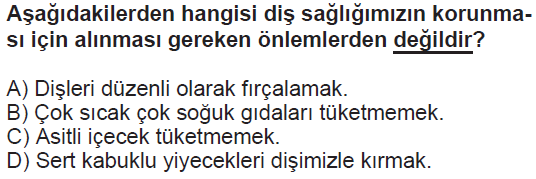 Aşağıdakilerden hangisi diş sağlığımızın korunma-
sı için alınması gereken önlemlerden değildir?
A) Dişleri düzenli olarak fırçalamak.
B) Çok sıcak çok soğuk gıdaları tüketmemek.
C) Asitli içecek tüketmemek.
D) Sert kabuklu yiyecekleri dişimizle kırmak.